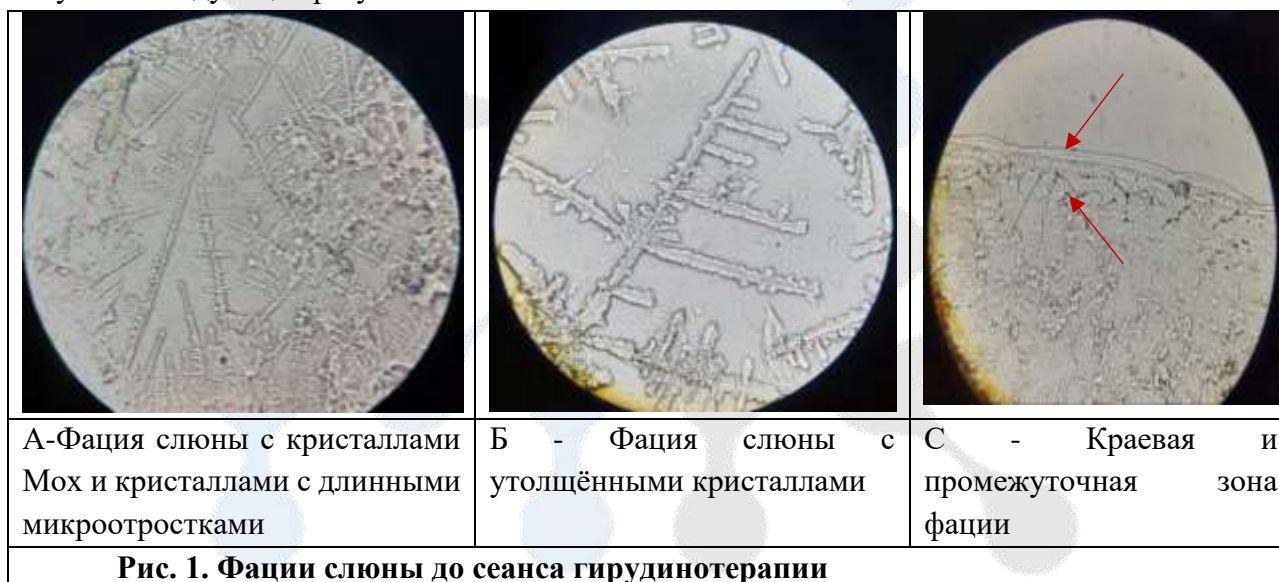 А-Фация слюны с кристаллами
Мох и кристаллами с длинными
микроотростками
Б - Фация слюны с
утолщёнными кристаллами
С - Краевая и
промежуточная зона
фации
Рис. 1. Фации слюны до сеанса гирудинотерапии